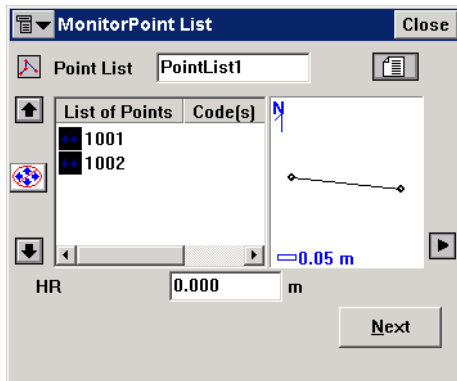 MonitorPoint List Close
Point List PointList1
List of Points Code(s)
1001
1002
N
0.05 m
HR 0.000 m
Next